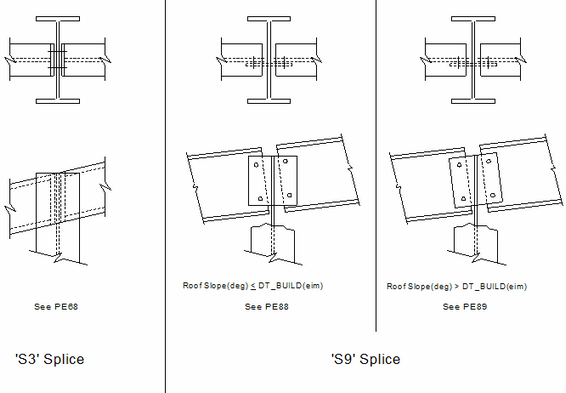 Roof Slope(deg) ≤ DT_BUILD(eim)
Roof Slope(deg) > DT_BUILD(eim)
See PE68
See PE88
See PE89
'S3' Splice
'S9' Splice